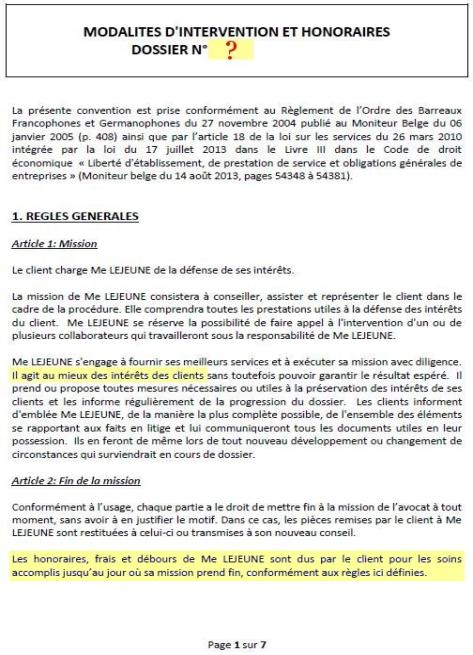 MODALITES D'INTERVENTION ET HONORAIRES
DOSSIER N° ?
La présente convention est prise conformément au Règlement de l'Ordre des Barreaux
Francophones et Germanophones du 27 novembre 2004 publié au Moniteur Belge du 06
janvier 2005 (p. 408) ainsi que par l'article 18 de la loi sur les services du 26 mars 2010
intégrée par la loi du 17 juillet 2013 dans le Livre III dans le Code de droit
économique « Liberté d'établissement, de prestation de service et obligations générales de
entreprises » (Moniteur belge du 14 août 2013, pages 54348 à 54381).
1. REGLES GENERALES
Article 1: Mission
Le client charge Me LEJEUNE de la défense de ses intérêts.
La mission de Me LEJEUNE consistera à conseiller, assister et représenter le client dans le
cadre de la procédure. Elle comprendra toutes les prestations utiles à la défense des intérêts
du client. Me LEJEUNE se réserve la possibilité de faire appel à l'intervention d'un ou de
plusieurs collaborateurs qui travailleront sous la responsabilité de Me LEJEUNE.
Me LEJEUNE s'engage à fournir ses meilleurs services et à exécuter sa mission avec diligence.
Il agit au mieux des intérêts des clients sans toutefois pouvoir garantir le résultat espéré. Il
prend ou propose toutes mesures nécessaires ou utiles à la préservation des intérêts de ses
clients et les informe régulièrement de la progression du dossier. Les clients informent
d'emblée Me LEJEUNE, de la manière la plus complète possible, de l'ensemble des éléments
se rapportant aux faits en litige et lui communiqueront tous les documents utiles en leur
possession. Ils en feront de même lors de tout nouveau développement ou changement de
circonstances qui surviendrait en cours de dossier.
Article 2: Fin de la mission
Conformément à l'usage, chaque partie a le droit de mettre fin à la mission de l'avocat à tout
moment, sans avoir à en justifier le motif. Dans ce cas, les pièces remises par le client à Me
LEJEUNE sont restituées à celui-ci ou transmises à son nouveau conseil.
Les honoraires, frais et débours de Me LEJEUNE sont dus par le client pour les soins
accomplis jusqu'au jour où sa mission prend fin, conformément aux règles ici définies.
Page 1 sur 7